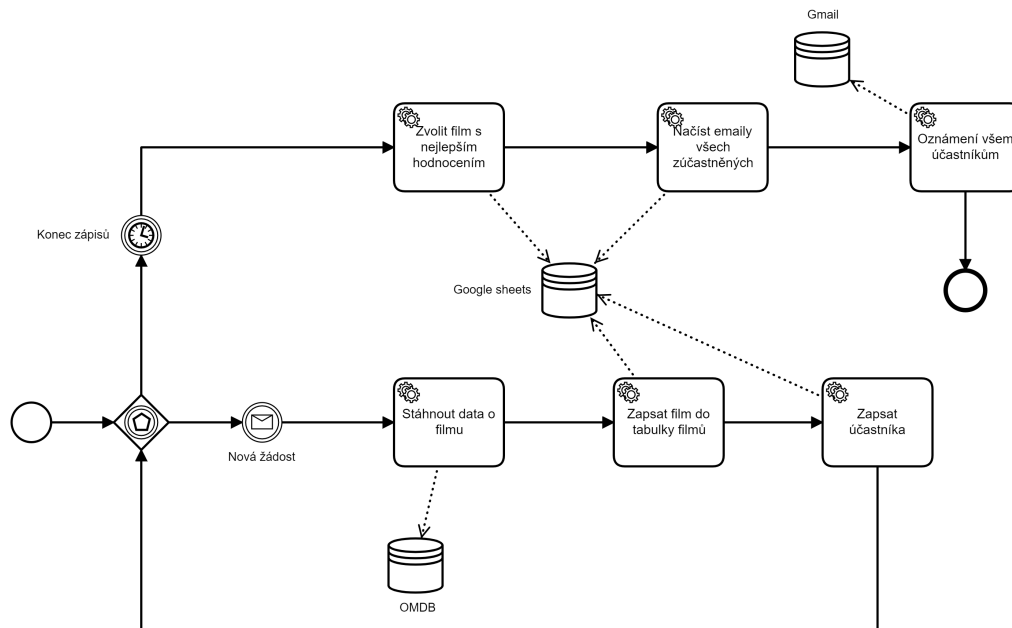 Gmail
Zvolit film s
nejlepším
hodnocením
Načíst emaily
všech
zúčastněných
Oznámení všem
účastníkům
Konec zápisů
Google sheets
Stáhnout data o
filmu
Zapsat film do
tabulky filmů
Zapsat
účastníka
Nová žádost
OMDB